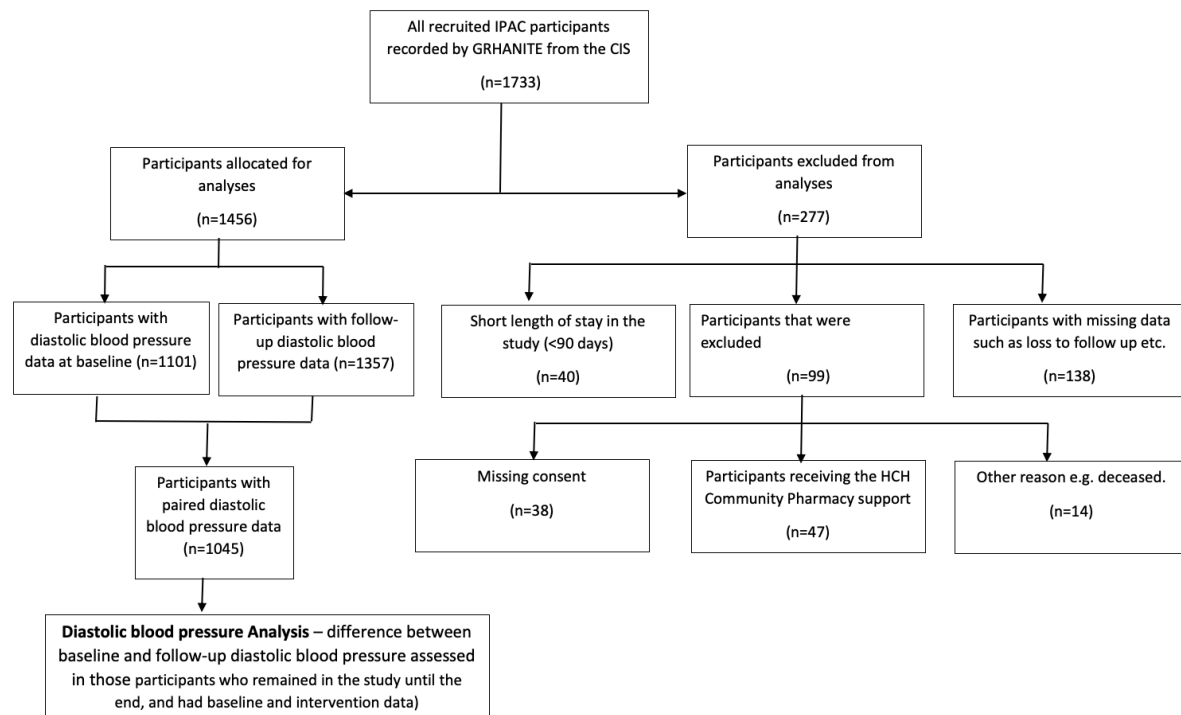 All recruited IPAC participants
recorded by GRHANITE from the CIS
(n=1733)
Participants allocated for
analyses
(n=1456)
Participants excluded from
analyses
(n=277)
Participants with
diastolic blood pressure
data at baseline (n=1101)
Participants with follow-
up diastolic blood
pressure data (n=1357)
Short length of stay in the
study (<90 days)
(n=40)
Participants that were
excluded
(n=99)
Participants with missing data
such as loss to follow up etc.
(n=138)
Participants with
paired diastolic
blood pressure data
(n=1045)
Missing consent
(n=38)
Participants receiving the HCH
Community Pharmacy support
(n=47)
Other reason e.g. deceased.
(n=14)
Diastolic blood pressure Analysis – difference between
baseline and follow-up diastolic blood pressure assessed
in those participants who remained in the study until the
end, and had baseline and intervention data)